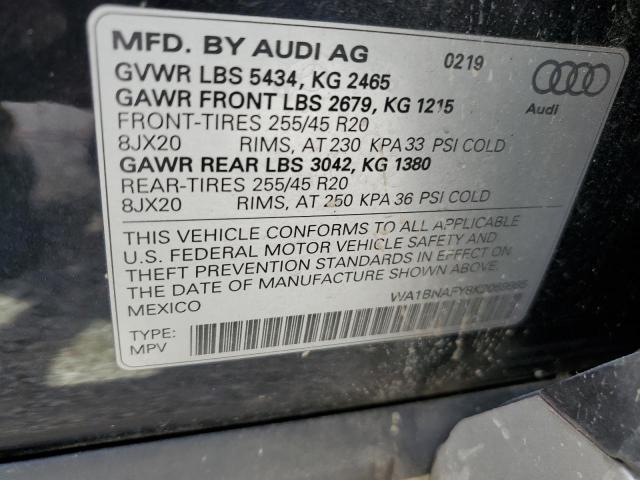 MFD. BY AUDI AG 0219
GVWR LBS 5434, KG 2465
GAWR FRONT LBS 2679, KG 1215
FRONT-TIRES 255/45 R20
8JX20 RIMS, AT 230 KPA 33 PSI COLD
GAWR REAR LBS 3042, KG 1380
REAR-TIRES 255/45 R20
8JX20 RIMS, AT 250 KPA 36 PSI COLD
Audi
THIS VEHICLE CONFORMS TO ALL APPLICABLE
U.S. FEDERAL MOTOR VEHICLE SAFETY AND
THEFT PREVENTION STANDARDS IN EFFECT ON
THE DATE OF MANUFACTURE SHOWN ABOVE.
MEXICO
TYPE:
MPV